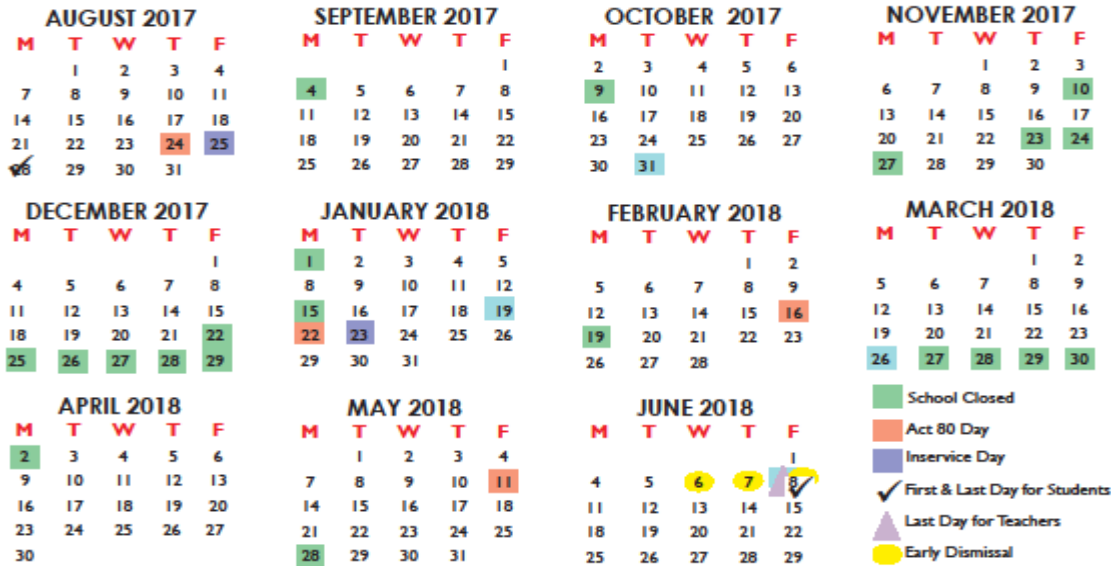 AUGUST 2017
M T W T F
1 2 3 4
7 8 9 10 11
14 15 16 17 18
21 22 23 24 25
28 29 30 31
SEPTEMBER 2017
M T W T F
1
4 5 6 7 8
11 12 13 14 15
18 19 20 21 22
25 26 27 28 29
OCTOBER 2017
M T W T F
2 3 4 5 6
9 10 11 12 13
16 17 18 19 20
23 24 25 26 27
30 31
NOVEMBER 2017
M T W T F
1 2 3
6 7 8 9 10
13 14 15 16 17
20 21 22 23 24
27 28 29 30
DECEMBER 2017
M T W T F
1
4 5 6 7 8
11 12 13 14 15
18 19 20 21 22
25 26 27 28 29
JANUARY 2018
M T W T F
1 2 3 4 5
8 9 10 11 12
15 16 17 18 19
22 23 24 25 26
29 30 31
FEBRUARY 2018
M T W T F
1 2
5 6 7 8 9
12 13 14 15 16
19 20 21 22 23
26 27 28
MARCH 2018
M T W T F
1 2
5 6 7 8 9
12 13 14 15 16
19 20 21 22 23
26 27 28 29 30
APRIL 2018
M T W T F
2 3 4 5 6
9 10 11 12 13
16 17 18 19 20
23 24 25 26 27
30
MAY 2018
M T W T F
1 2 3 4
7 8 9 10 11
14 15 16 17 18
21 22 23 24 25
28 29 30 31
JUNE 2018
M T W T F
1
4 5 6 7 8
11 12 13 14 15
18 19 20 21 22
25 26 27 28 29
School Closed
Act 80 Day
Inservice Day
First & Last Day for Students
Last Day for Teachers
Early Dismissal